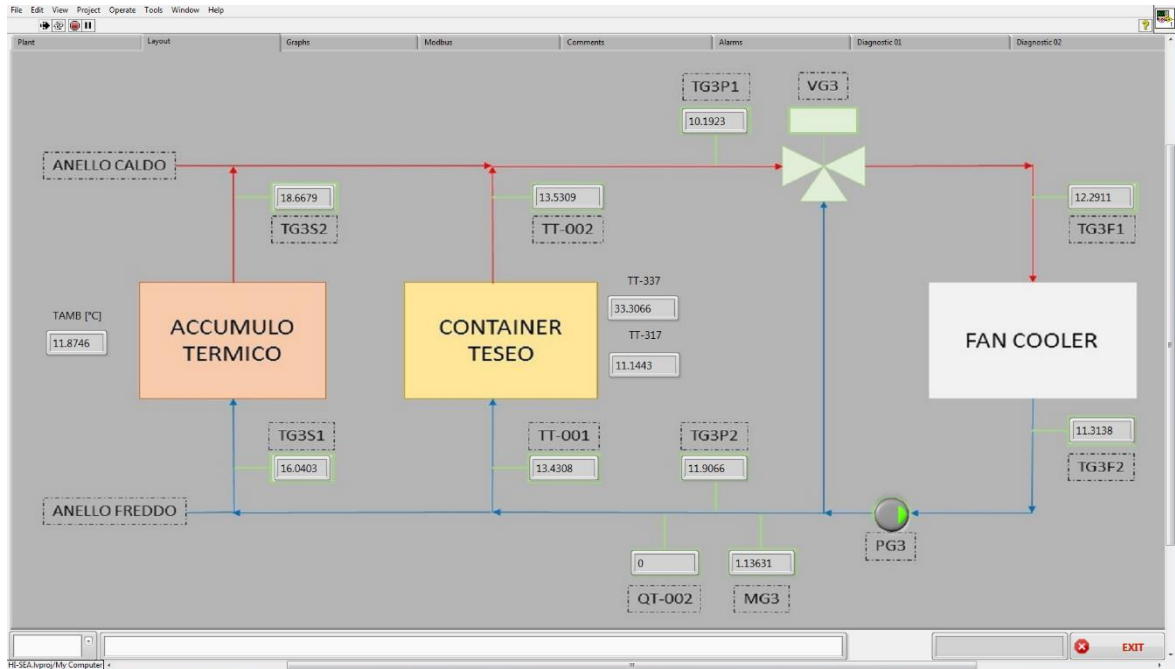 File Edit View Project Operate Tools Window Help
Plant Layout Graphs Modbus Comments Alarms Diagnostic 01 Diagnostic 02
TG3P1 VG3
10.1923
ANELLO CALDO
18.6679 13.5309 12.2911
TG3S2 TT-002 TG3F1
TT-337
33.3066
TAMB [°C]
11.8746
ACCUMULO
TERMICO
CONTAINER
TESEO
TT-317
11.1443
FAN COOLER
TG3S1 TT-001 TG3P2
16.0403 13.4308 11.9066 11.3138
TG3F2
ANELLO FREDDO
PG3
0 1.13631
QT-002 MG3
EXIT
HI-SEA.lvproj/My Computer